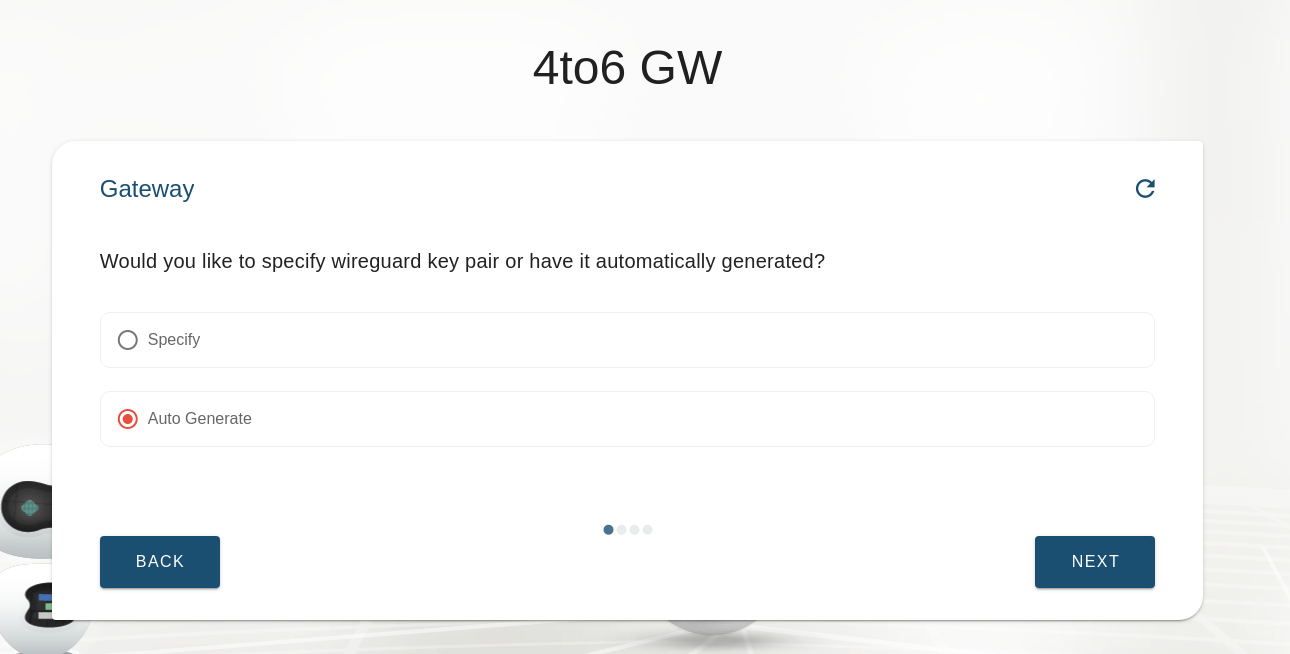 4to6 GW
Gateway
Would you like to specify wireguard key pair or have it automatically generated?
Specify
Auto Generate
BACK
NEXT